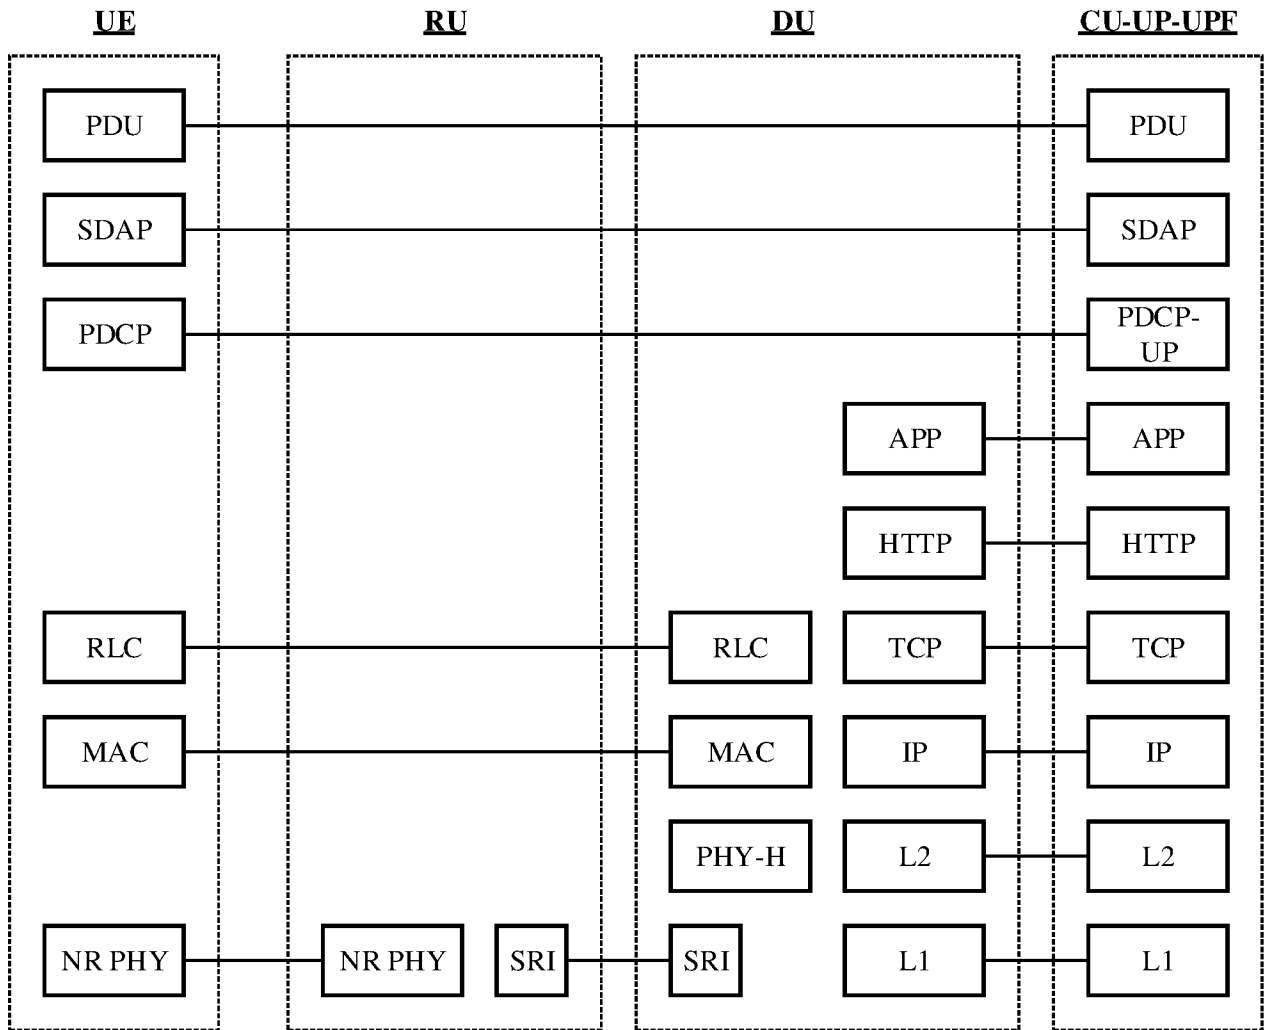 UE RU DU CU-UP-UPF
PDU PDU
SDAP SDAP
PDCP PDCP-
UP
APP APP
HTTP HTTP
RLC RLC TCP TCP
MAC MAC IP IP
PHY-H L2 L2
NR PHY NR PHY SRI SRI L1 L1